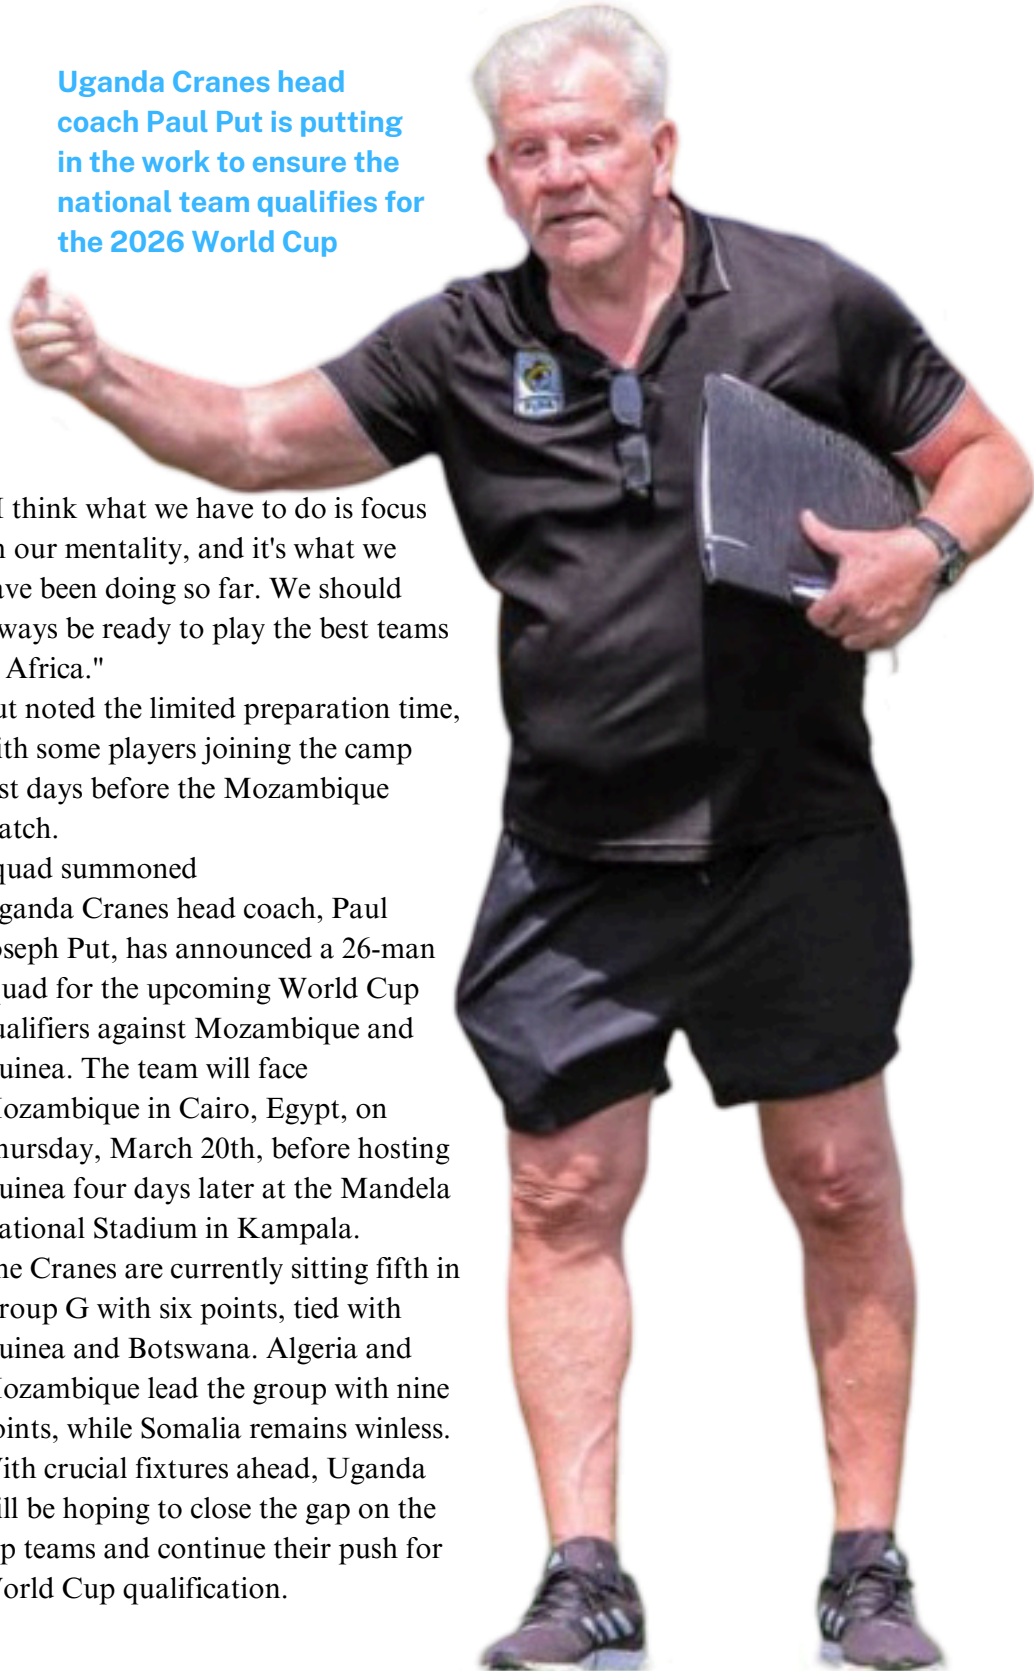 Uganda Cranes head
coach Paul Put is putting
in the work to ensure the
national team qualifies for
the 2026 World Cup
I think what we have to do is focus
n our mentality, and it's what we
ave been doing so far. We should
ways be ready to play the best teams
Africa."
ut noted the limited preparation time,
ith some players joining the camp
st days before the Mozambique
atch.
quad summoned
ganda Cranes head coach, Paul
oseph Put, has announced a 26-man
uad for the upcoming World Cup
ualifiers against Mozambique and
uinea. The team will face
ozambique in Cairo, Egypt, on
hursday, March 20th, before hosting
uinea four days later at the Mandela
ational Stadium in Kampala.
he Cranes are currently sitting fifth in
roup G with six points, tied with
uinea and Botswana. Algeria and
ozambique lead the group with nine
oints, while Somalia remains winless.
ith crucial fixtures ahead, Uganda
ill be hoping to close the gap on the
p teams and continue their push for
orld Cup qualification.